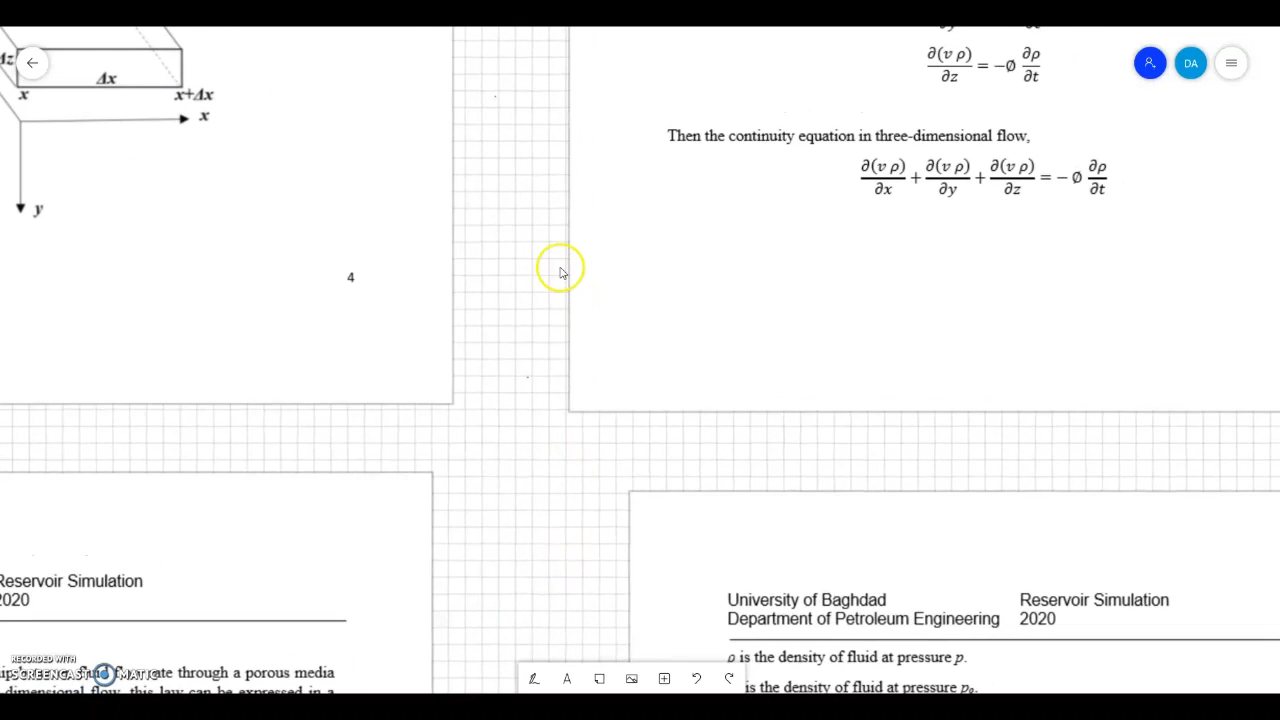 Δz
Δx
x
x+Δx
x
y
4
∂(v ρ)/∂z = −∅ ∂ρ/∂t
Then the continuity equation in three-dimensional flow,
∂(v ρ)/∂x + ∂(v ρ)/∂y + ∂(v ρ)/∂z = − ∅ ∂ρ/∂t
DA
Reservoir Simulation
2020
fluid rate through a porous media
dimensional flow, this law can be expressed in a
University of Baghdad Reservoir Simulation
Department of Petroleum Engineering 2020
ρ is the density of fluid at pressure p.
is the density of fluid at pressure p₀.
RECORDED WITH
SCREENCAST MATIC
A